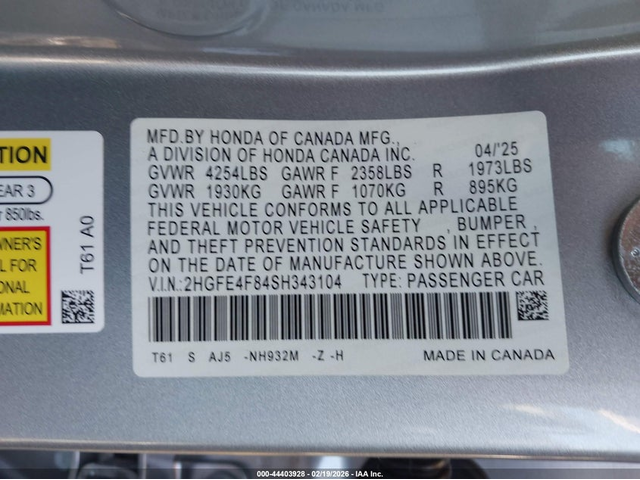 MFD.BY HONDA OF CANADA MFG.,
A DIVISION OF HONDA CANADA INC. 04/'25
GVWR 4254LBS GAWR F 2358LBS R 1973LBS
GVWR 1930KG GAWR F 1070KG R 895KG
THIS VEHICLE CONFORMS TO ALL APPLICABLE
FEDERAL MOTOR VEHICLE SAFETY , BUMPER ,
AND THEFT PREVENTION STANDARDS IN EFFECT
ON THE DATE OF MANUFACTURE SHOWN ABOVE.
V.I.N.: 2HGFE4F84SH343104 TYPE: PASSENGER CAR
T61 S AJ5 -NH932M -Z -H MADE IN CANADA
TION
EAR 3
r 850lbs.
WNER'S
L FOR
ONAL
MATION
T61 A0
000-44403928 - 02/19/2026 - IAA Inc.